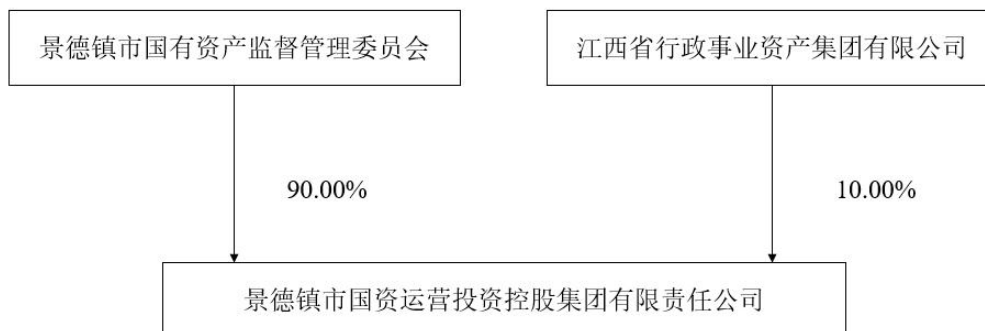 景德镇市国有资产监督管理委员会
江西省行政事业资产集团有限公司
90.00%
10.00%
景德镇市国资运营投资控股集团有限责任公司